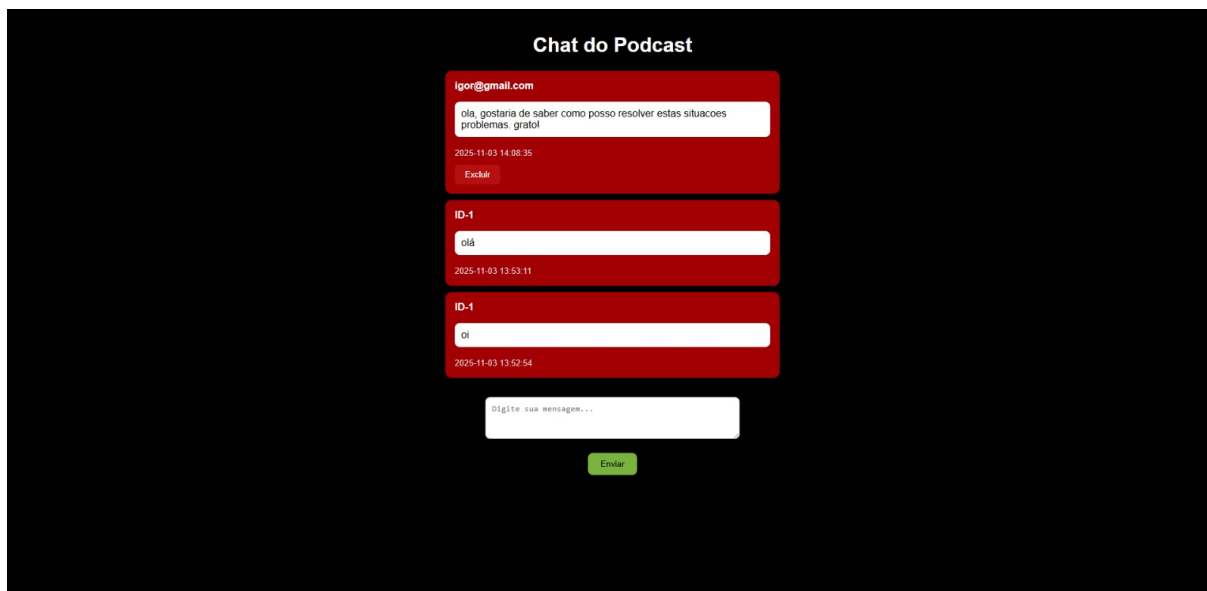 Chat do Podcast
igor@gmail.com
ola, gostaria de saber como posso resolver estas situacoes
problemas. grato!
2025-11-03 14:08:35
Excluir
ID-1
olá
2025-11-03 13:53:11
ID-1
oi
2025-11-03 13:52:54
Digite sua mensagem...
Enviar